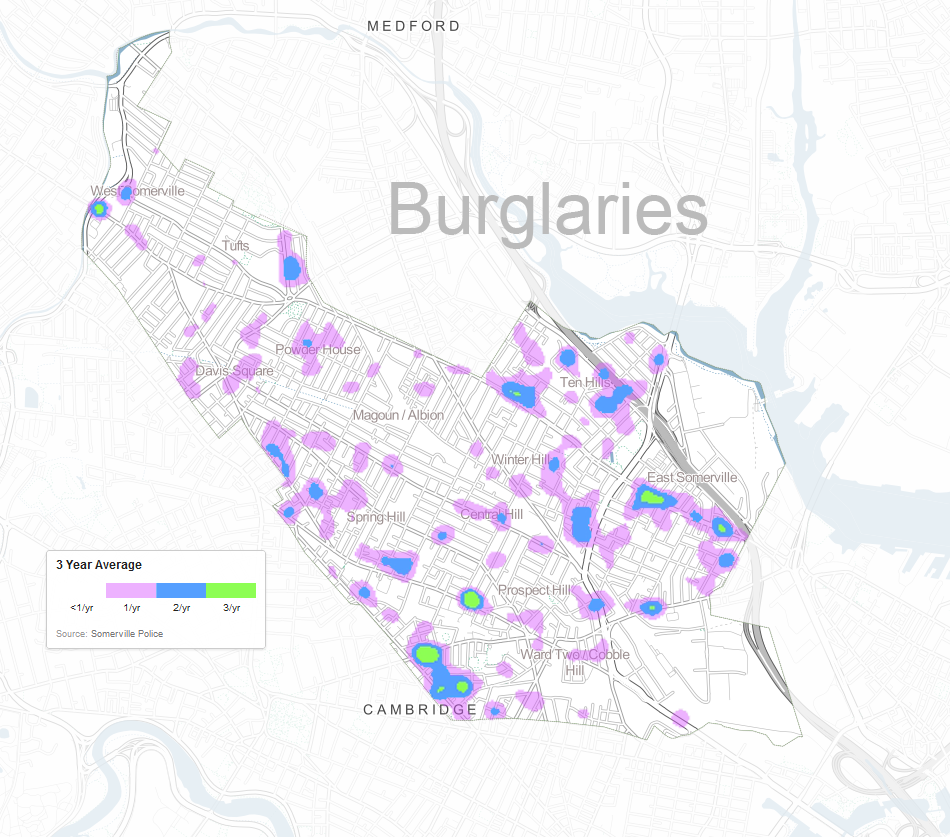 MEDFORD
West Somerville
Burglaries
Tufts
Powder House
Davis Square
Ten Hills
Magoun / Albion
Winter Hill
East Somerville
Spring Hill
Central Hill
3 Year Average
<1/yr 1/yr 2/yr 3/yr
Source: Somerville Police
Prospect Hill
Ward Two / Cobble
Hill
CAMBRIDGE